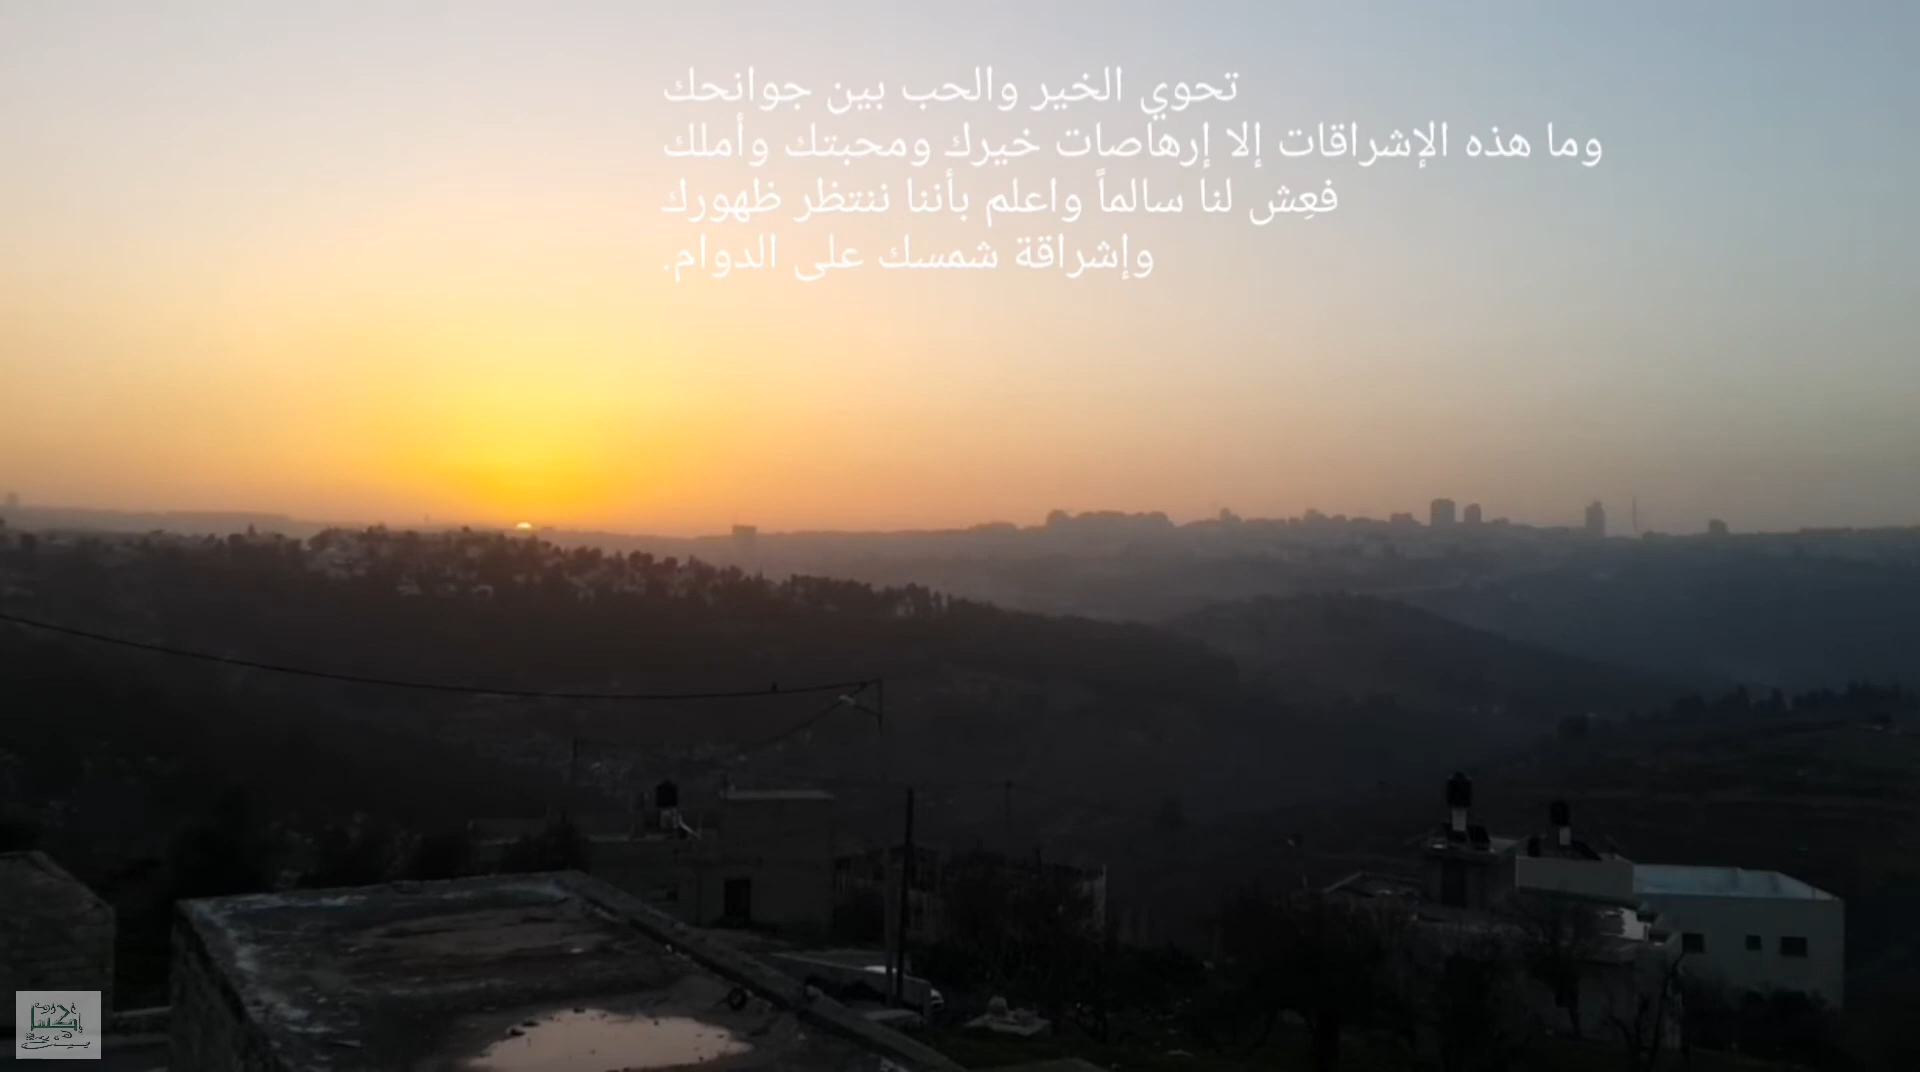 تحوي الخير والحب بين جوانحك
وما هذه الإشراقات إلا إرهاصات خيرك ومحبتك وأملك
فعِش لنا سالماً واعلم بأننا ننتظر ظهورك
وإشراقة شمسك على الدوام.